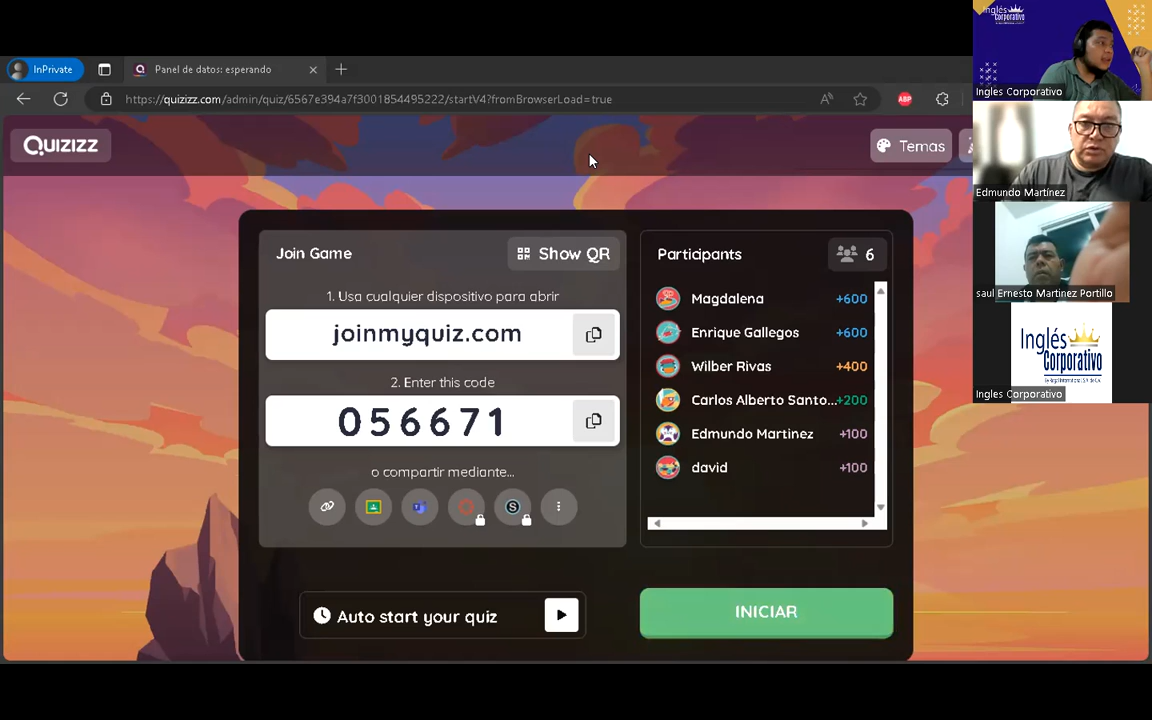 InPrivate
Panel de datos: esperando
https://quizizz.com/admin/quiz/6567e394a7f3001854495222/startV4?fromBrowserLoad=true
ABP
QUIZIZZ
Temas
Join Game
Show QR
1. Usa cualquier dispositivo para abrir
joinmyquiz.com
2. Enter this code
056671
o compartir mediante...
S
Auto start your quiz
Participants
6
Magdalena +600
Enrique Gallegos +600
Wilber Rivas +400
Carlos Alberto Santo... +200
Edmundo Martinez +100
david +100
INICIAR
Inglés
Corporativo
Ingles Corporativo
Edmundo Martínez
saul Ernesto Martinez Portillo
Inglés
Corporativo
Ingles Corporativo